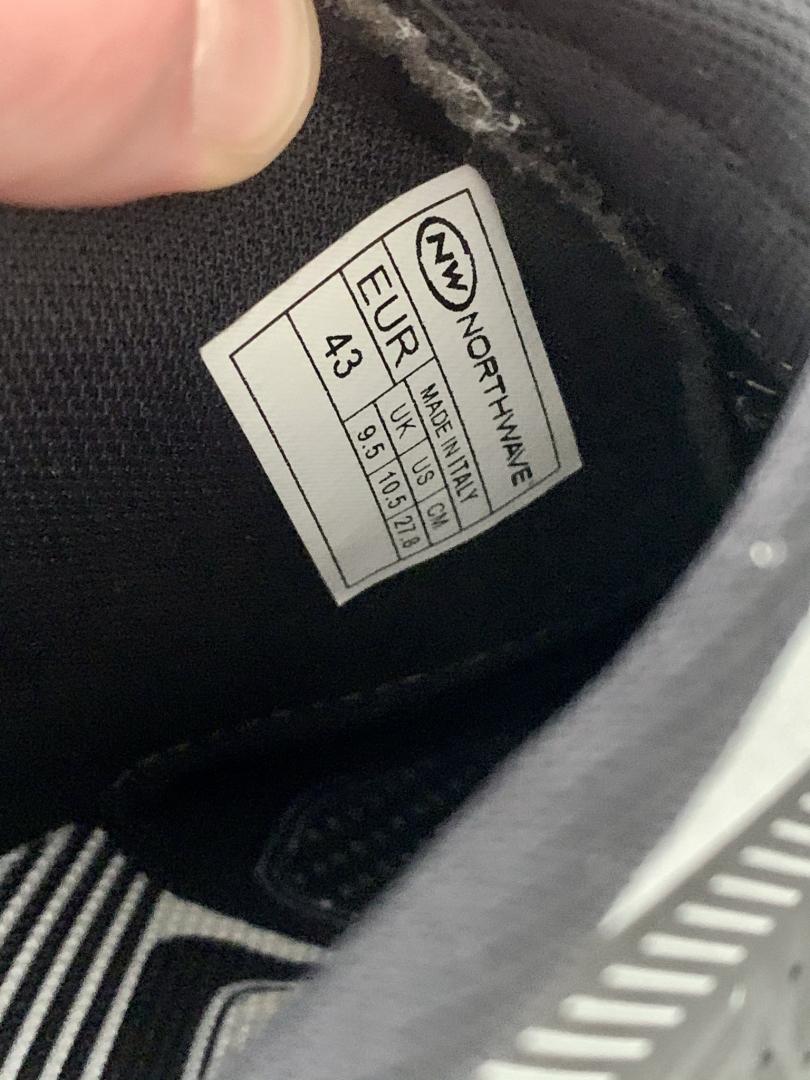 NW NORTHWAVE
MADE IN ITALY
EUR UK US CM
43 9.5 10.5 27.8